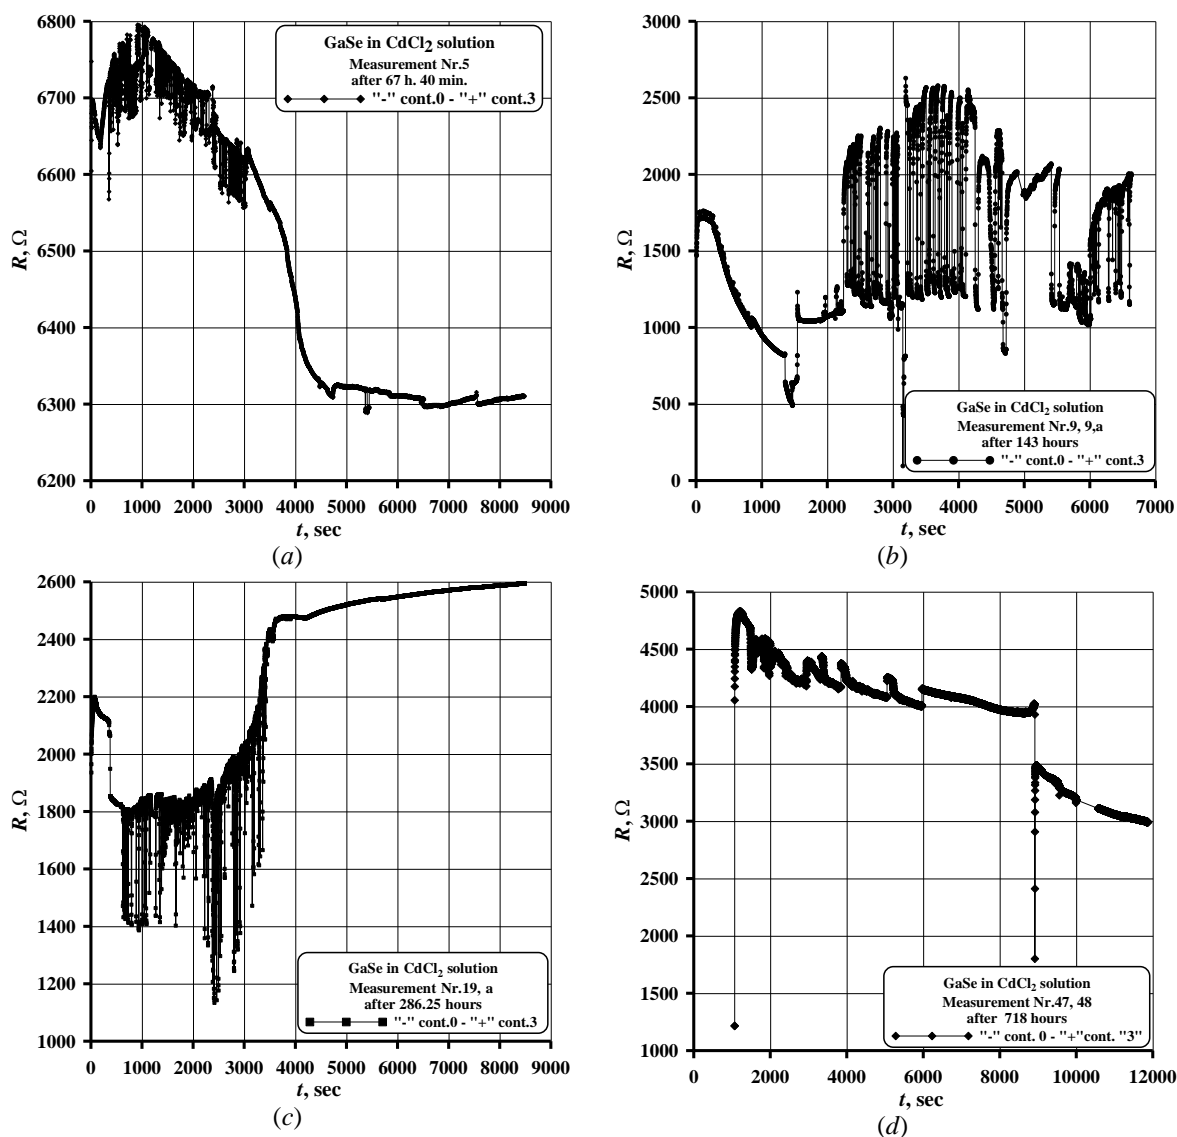 6800
6700
6600
6500
6400
6300
6200
R, Ω
0 1000 2000 3000 4000 5000 6000 7000 8000 9000
t, sec
GaSe in CdCl2 solution
Measurement Nr.5
after 67 h. 40 min.
"-" cont.0 - "+" cont.3
(a)
3000
2500
2000
1500
1000
500
0
R, Ω
0 1000 2000 3000 4000 5000 6000 7000
t, sec
GaSe in CdCl2 solution
Measurement Nr.9, 9,a
after 143 hours
"-" cont.0 - "+" cont.3
(b)
2600
2400
2200
2000
1800
1600
1400
1200
1000
R, Ω
0 1000 2000 3000 4000 5000 6000 7000 8000 9000
t, sec
GaSe in CdCl2 solution
Measurement Nr.19, a
after 286.25 hours
"-" cont.0 - "+" cont.3
(c)
5000
4500
4000
3500
3000
2500
2000
1500
1000
R, Ω
0 2000 4000 6000 8000 10000 12000
t, sec
GaSe in CdCl2 solution
Measurement Nr.47, 48
after 718 hours
"-" cont. 0 - "+"cont. "3"
(d)